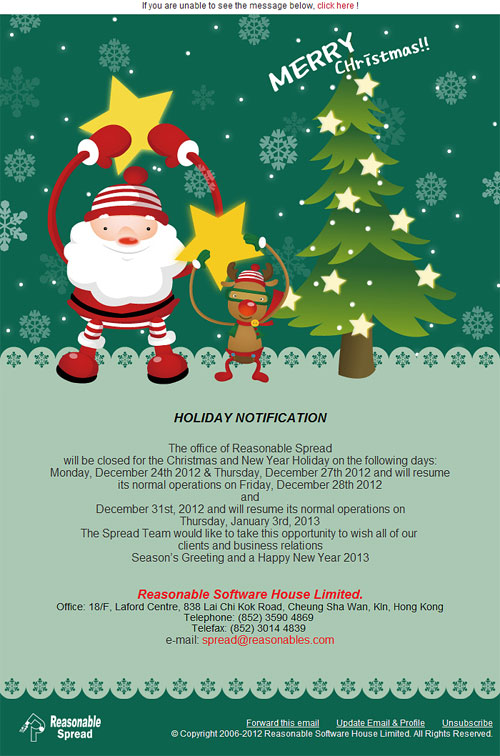 If you are unable to see the message below, click here !
MERRY
CHristmas!!
HOLIDAY NOTIFICATION
The office of Reasonable Spread
will be closed for the Christmas and New Year Holiday on the following days:
Monday, December 24th 2012 & Thursday, December 27th 2012 and will resume
its normal operations on Friday, December 28th 2012
and
December 31st, 2012 and will resume its normal operations on
Thursday, January 3rd, 2013
The Spread Team would like to take this opportunity to wish all of our
clients and business relations
Season's Greeting and a Happy New Year 2013
Reasonable Software House Limited.
Office: 18/F, Laford Centre, 838 Lai Chi Kok Road, Cheung Sha Wan, Kln, Hong Kong
Telephone: (852) 3590 4869
Telefax: (852) 3014 4839
e-mail: spread@reasonables.com
Reasonable
Spread
Forward this email Update Email & Profile Unsubscribe
© Copyright 2006-2012 Reasonable Software House Limited. All Rights Reserved.